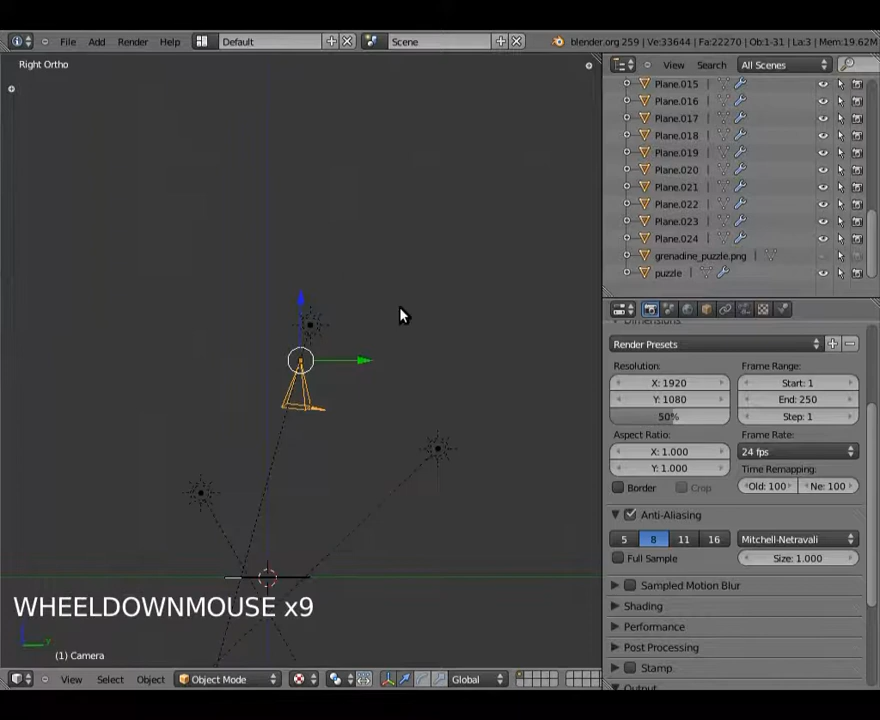 File Add Render Help Default Scene blender.org 259 | Ve:33644 | Fa:22270 | Ob:1-31 | La:3 | Mem:19.62M
Right Ortho
View Search All Scenes
Plane.015
Plane.016
Plane.017
Plane.018
Plane.019
Plane.020
Plane.021
Plane.022
Plane.023
Plane.024
grenadine_puzzle.png
puzzle
Dimensions
Render Presets
Resolution: Frame Range:
X: 1920 Start: 1
Y: 1080 End: 250
50% Step: 1
Aspect Ratio: Frame Rate:
X: 1.000 24 fps
Y: 1.000 Time Remapping:
Border Crop Old: 100 Ne: 100
Anti-Aliasing
5 8 11 16 Mitchell-Netravali
Full Sample Size: 1.000
Sampled Motion Blur
Shading
Performance
Post Processing
Stamp
Output
WHEELDOWNMOUSE x9
y
(1) Camera
View Select Object Object Mode Global